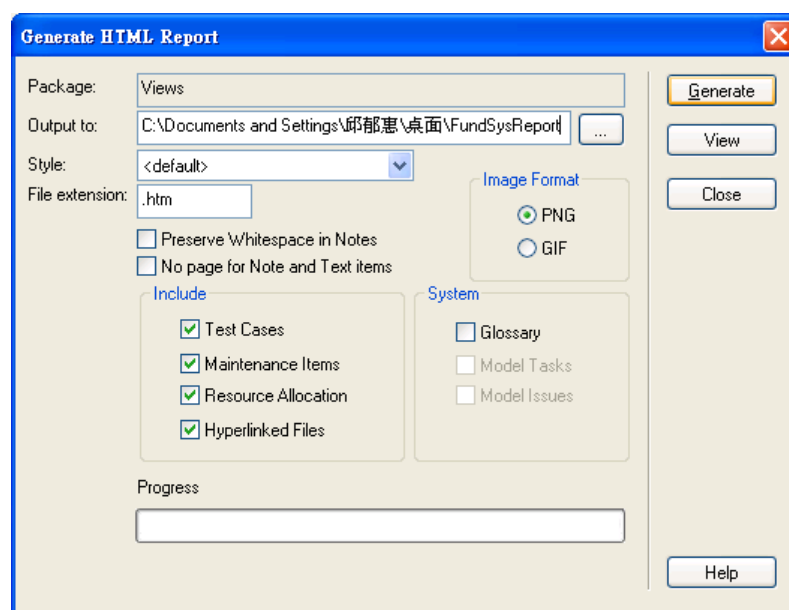 Generate HTML Report
Package: Views
Output to: C:\Documents and Settings\邱郁惠\桌面\FundSysReport ...
Style: <default>
File extension: .htm
Image Format
PNG
GIF
Preserve Whitespace in Notes
No page for Note and Text items
Include
Test Cases
Maintenance Items
Resource Allocation
Hyperlinked Files
System
Glossary
Model Tasks
Model Issues
Progress
Generate
View
Close
Help